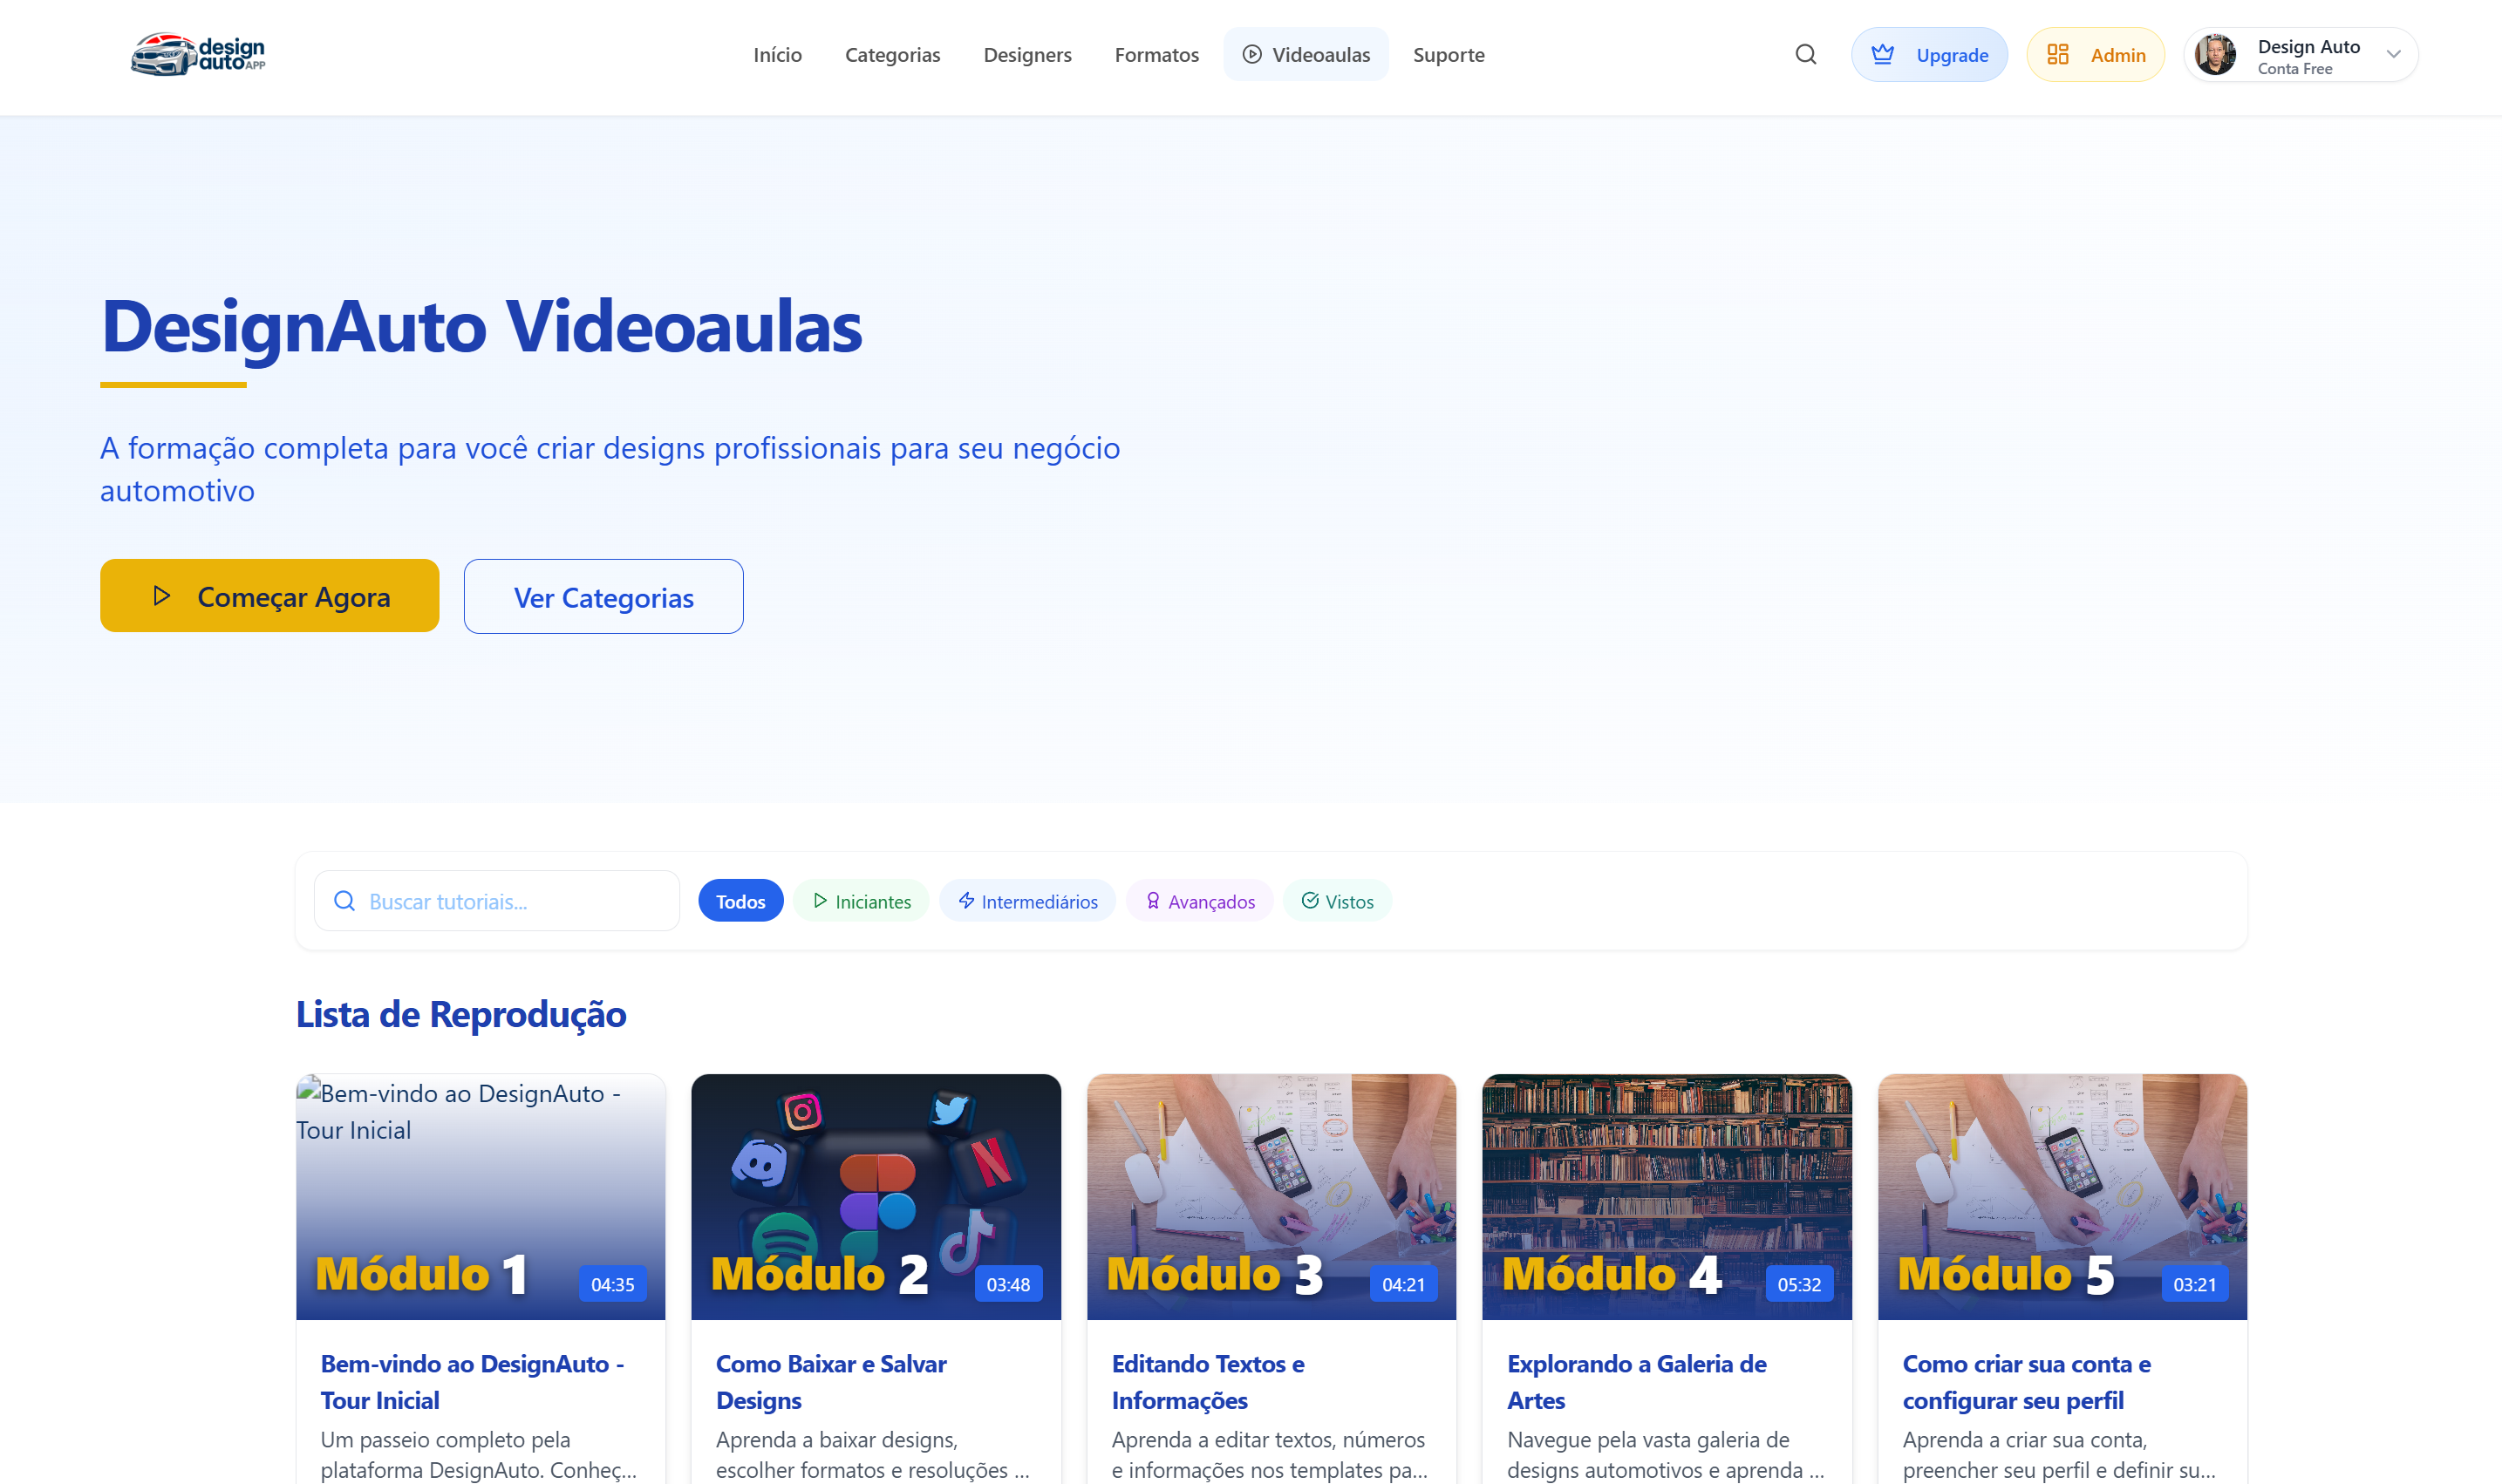 design
autoAPP
Início
Categorias
Designers
Formatos
Videoaulas
Suporte
Upgrade
Admin
Design Auto
Conta Free
DesignAuto Videoaulas
A formação completa para você criar designs profissionais para seu negócio
automotivo
Começar Agora
Ver Categorias
Buscar tutoriais...
Todos
Iniciantes
Intermediários
Avançados
Vistos
Lista de Reprodução
Bem-vindo ao DesignAuto -
Tour Inicial
Módulo 1
04:35
Bem-vindo ao DesignAuto -
Tour Inicial
Um passeio completo pela
plataforma DesignAuto. Conheç...
Módulo 2
03:48
Como Baixar e Salvar
Designs
Aprenda a baixar designs,
escolher formatos e resoluções ...
Módulo 3
04:21
Editando Textos e
Informações
Aprenda a editar textos, números
e informações nos templates pa...
Módulo 4
05:32
Explorando a Galeria de
Artes
Navegue pela vasta galeria de
designs automotivos e aprenda ...
Módulo 5
03:21
Como criar sua conta e
configurar seu perfil
Aprenda a criar sua conta,
preencher seu perfil e definir su...